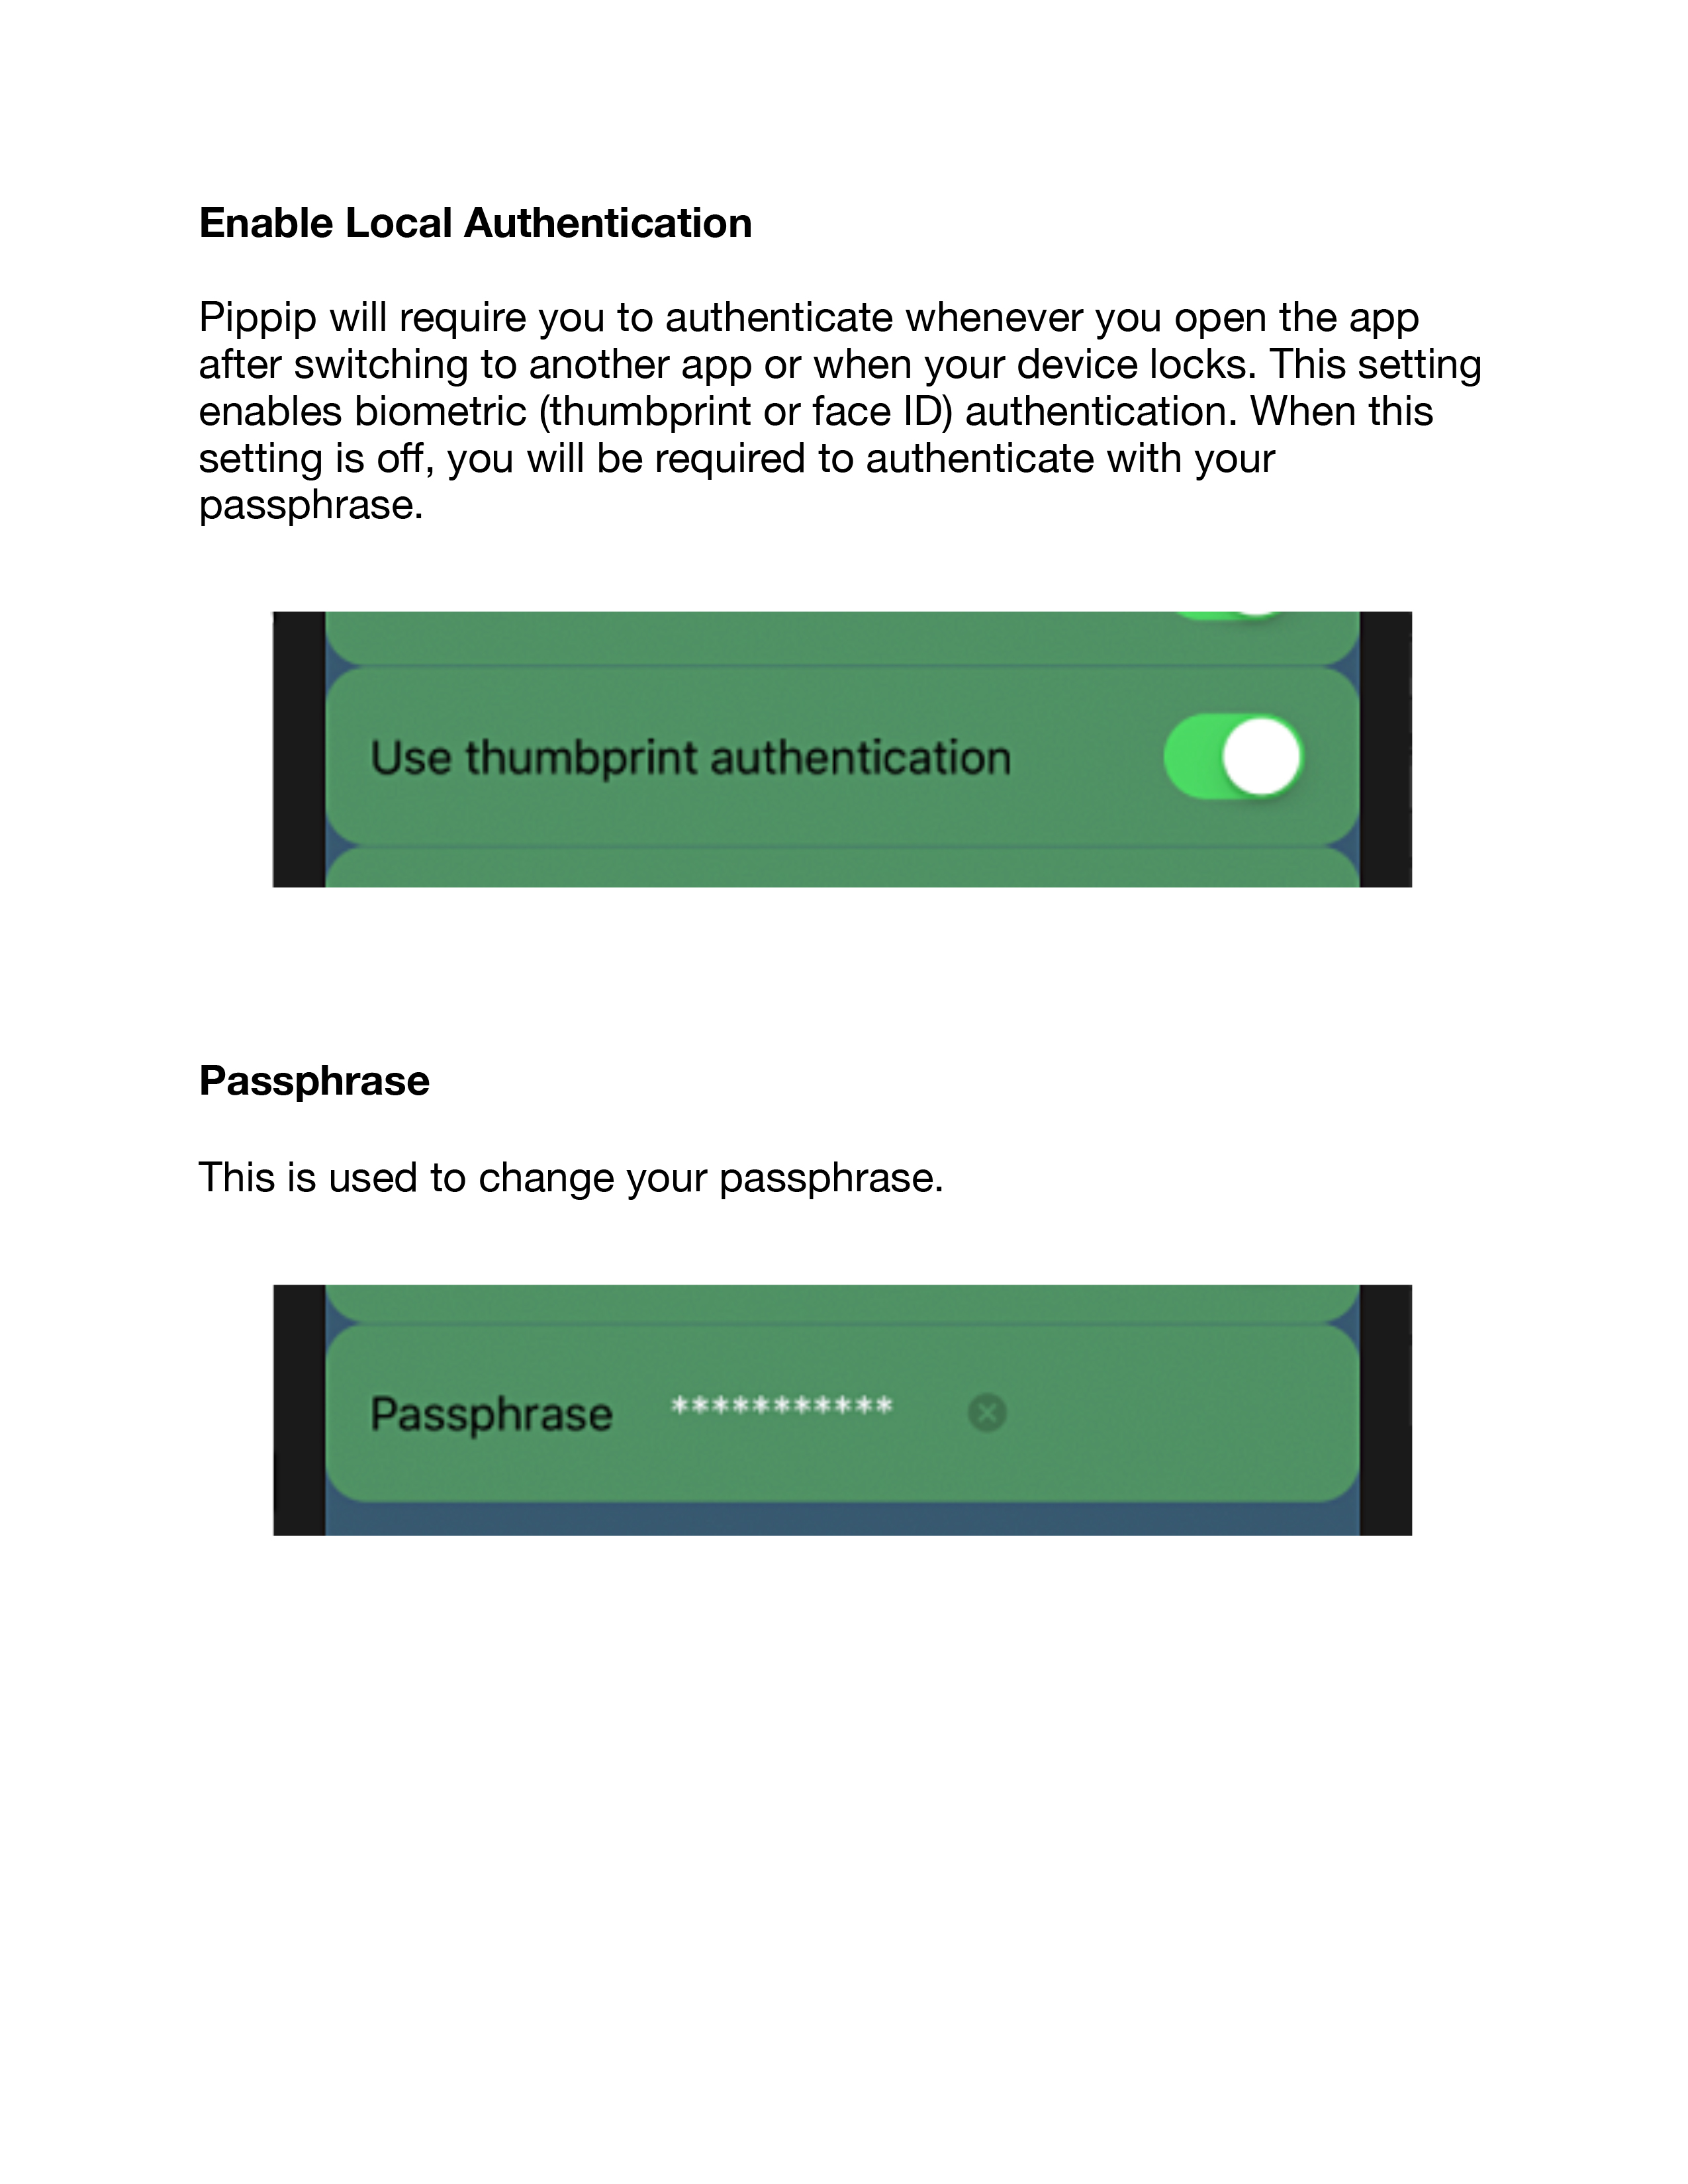 Enable Local Authentication
Pippip will require you to authenticate whenever you open the app
after switching to another app or when your device locks. This setting
enables biometric (thumbprint or face ID) authentication. When this
setting is off, you will be required to authenticate with your
passphrase.
Use thumbprint authentication
Passphrase
This is used to change your passphrase.
Passphrase ***********